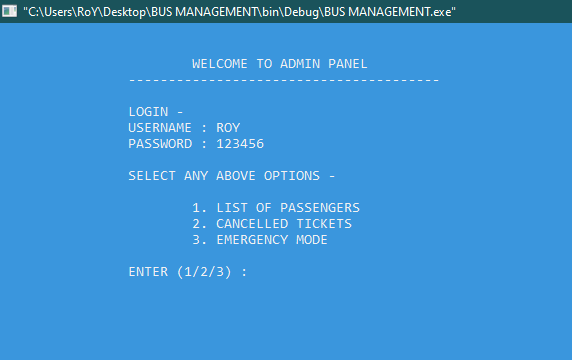 "C:\Users\RoY\Desktop\BUS MANAGEMENT\bin\Debug\BUS MANAGEMENT.exe"
WELCOME TO ADMIN PANEL
---------------------------------------
LOGIN -
USERNAME : ROY
PASSWORD : 123456
SELECT ANY ABOVE OPTIONS -
1. LIST OF PASSENGERS
2. CANCELLED TICKETS
3. EMERGENCY MODE
ENTER (1/2/3) :